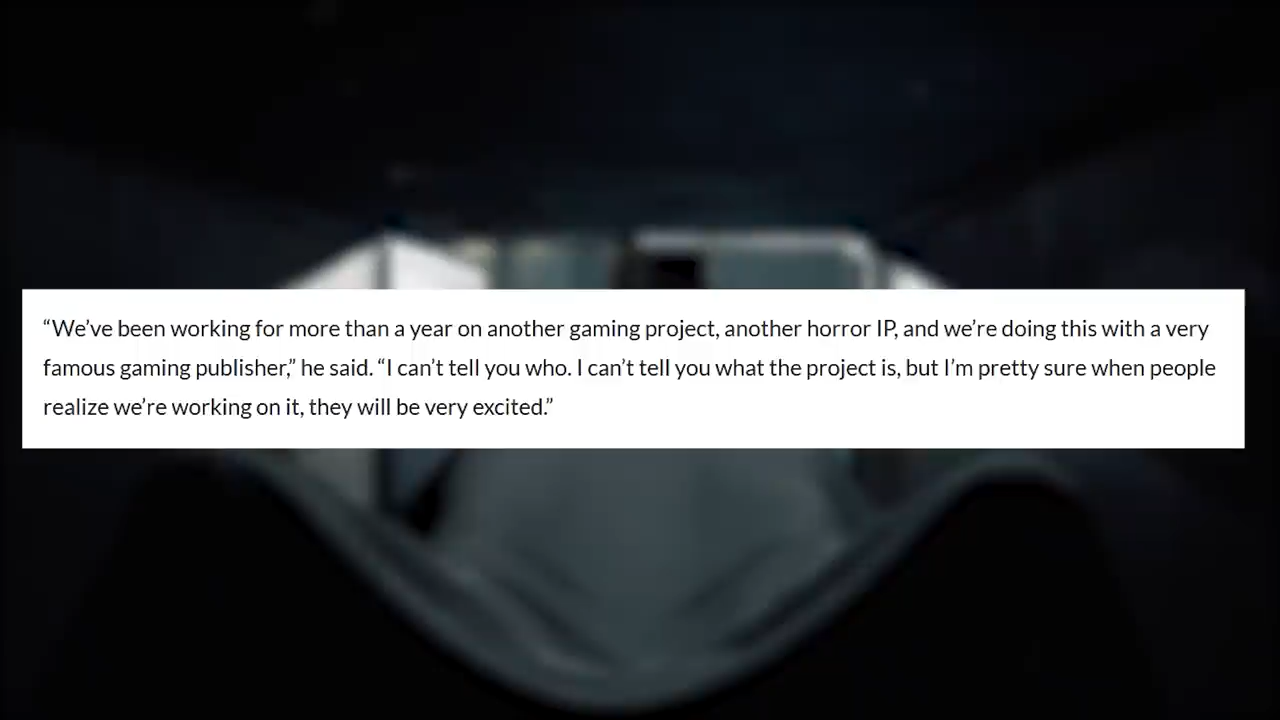 “We’ve been working for more than a year on another gaming project, another horror IP, and we’re doing this with a very
famous gaming publisher,” he said. “I can’t tell you who. I can’t tell you what the project is, but I’m pretty sure when people
realize we’re working on it, they will be very excited.”